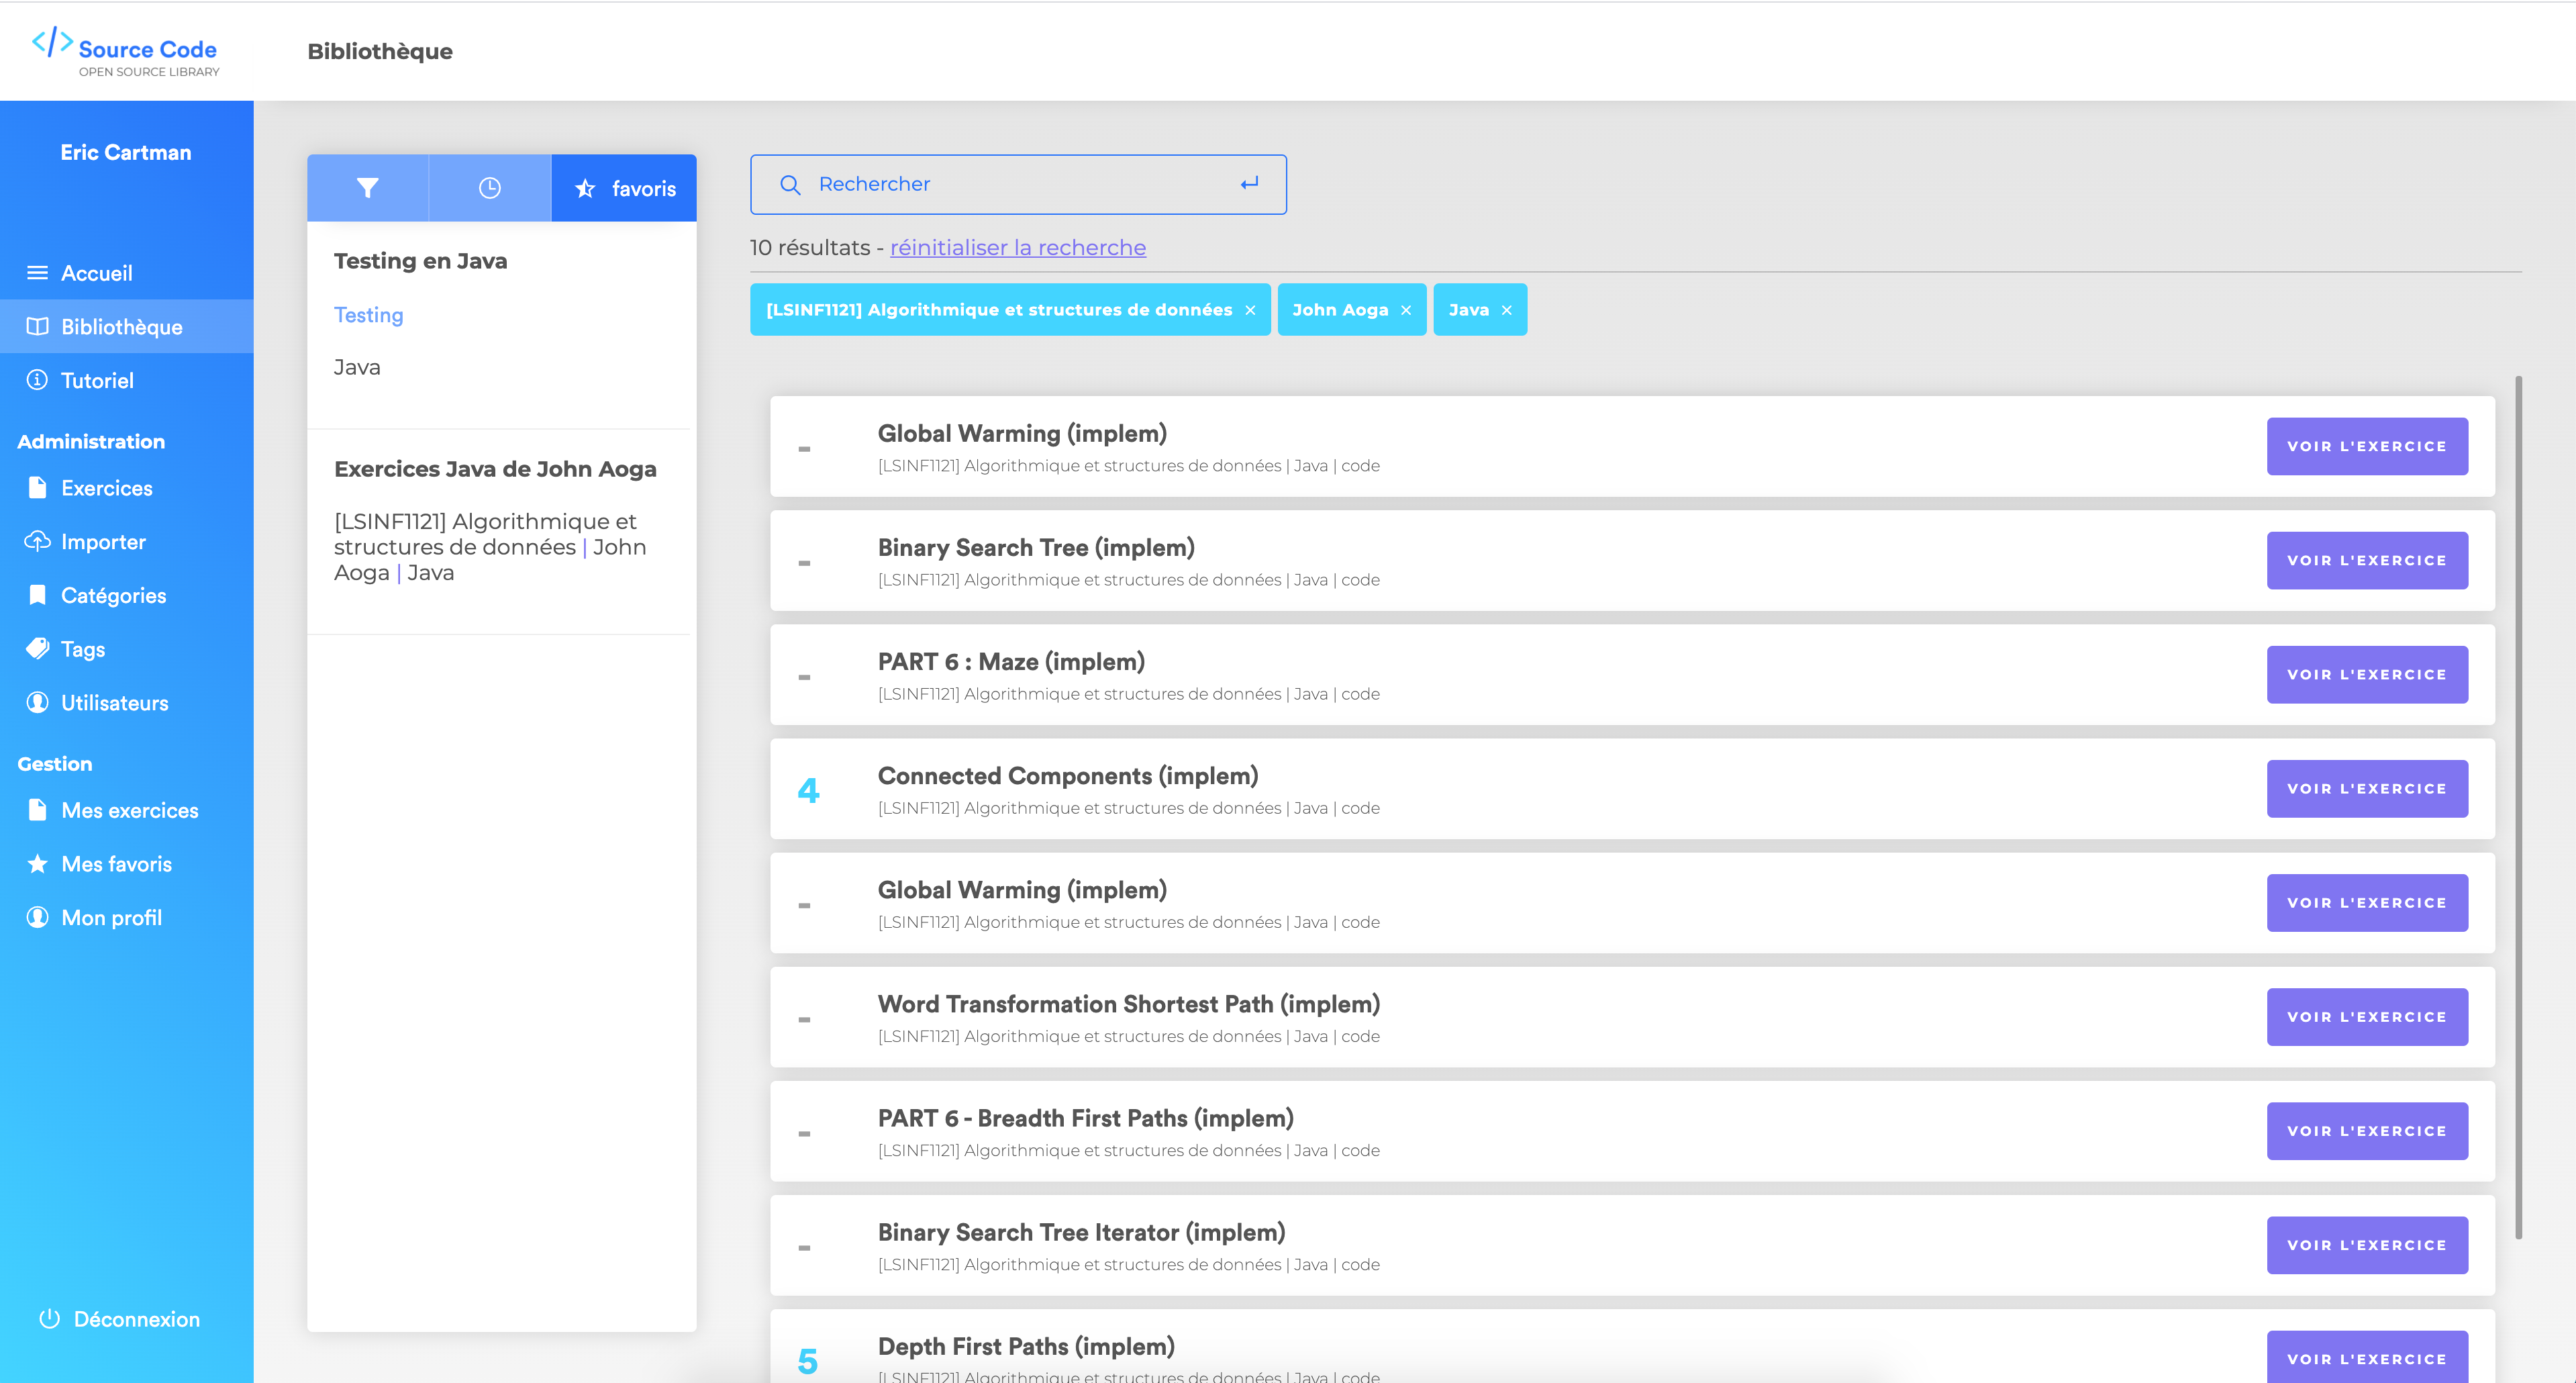 Source Code
OPEN SOURCE LIBRARY
Bibliothèque
Eric Cartman
Accueil
Bibliothèque
Tutoriel
Administration
Exercices
Importer
Catégories
Tags
Utilisateurs
Gestion
Mes exercices
Mes favoris
Mon profil
Déconnexion
favoris
Testing en Java
Testing
Java
Exercices Java de John Aoga
[LSINF1121] Algorithmique et
structures de données | John
Aoga | Java
Rechercher
10 résultats - réinitialiser la recherche
[LSINF1121] Algorithmique et structures de données × John Aoga × Java ×
- Global Warming (implem)
[LSINF1121] Algorithmique et structures de données | Java | code
VOIR L'EXERCICE
- Binary Search Tree (implem)
[LSINF1121] Algorithmique et structures de données | Java | code
VOIR L'EXERCICE
- PART 6 : Maze (implem)
[LSINF1121] Algorithmique et structures de données | Java | code
VOIR L'EXERCICE
4 Connected Components (implem)
[LSINF1121] Algorithmique et structures de données | Java | code
VOIR L'EXERCICE
- Global Warming (implem)
[LSINF1121] Algorithmique et structures de données | Java | code
VOIR L'EXERCICE
- Word Transformation Shortest Path (implem)
[LSINF1121] Algorithmique et structures de données | Java | code
VOIR L'EXERCICE
- PART 6 - Breadth First Paths (implem)
[LSINF1121] Algorithmique et structures de données | Java | code
VOIR L'EXERCICE
- Binary Search Tree Iterator (implem)
[LSINF1121] Algorithmique et structures de données | Java | code
VOIR L'EXERCICE
5 Depth First Paths (implem)
[LSINF1121] Algorithmique et structures de données | Java | code
VOIR L'EXERCICE